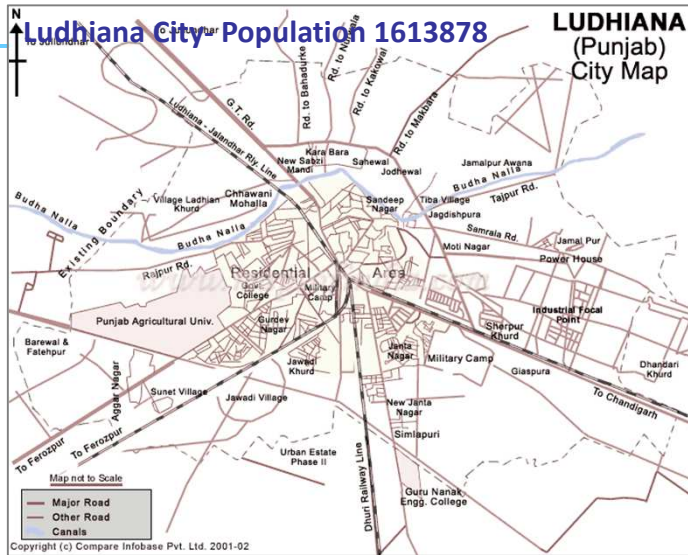 N
Ludhiana City- Population 1613878
LUDHIANA
(Punjab)
City Map
To Jullundhar
G.T. Rd.
Ludhiana - Jalandhar Rly. Line
Rd. to Bahadurke
Rd. to Kakowal
Rd. to Makbara
Kara Bara
New Sabzi
Mandi
Sahewal
Jodhewal
Jamalpur Awana
Budha Nalla
Tajpur Rd.
Village Ladhian
Khurd
Chhawani
Mohalla
Sandeep
Nagar
Tiba Village
Jagdishpura
Budha Nalla
Existing Boundary
Budha Nalla
Samrala Rd.
Moti Nagar
Jamal Pur
Power House
Rajpur Rd.
Residential Area
Govt.
College
Military
Camp
Punjab Agricultural Univ.
Gurdev
Nagar
Industrial Focal
Point
Sherpur
Khurd
Barewal &
Fatehpur
Jawadi
Khurd
Janta
Nagar
Military Camp
Giaspura
Dhandari
Khurd
Aggar Nagar
Sunet Village
Jawadi Village
New Janta
Nagar
Simlapuri
To Chandigarh
To Ferozpur
To Ferozpur
Urban Estate
Phase II
Dhuri Railway Line
Guru Nanak
Engg. College
Map not to Scale
Major Road
Other Road
Canals
Copyright (c) Compare Infobase Pvt. Ltd. 2001-02